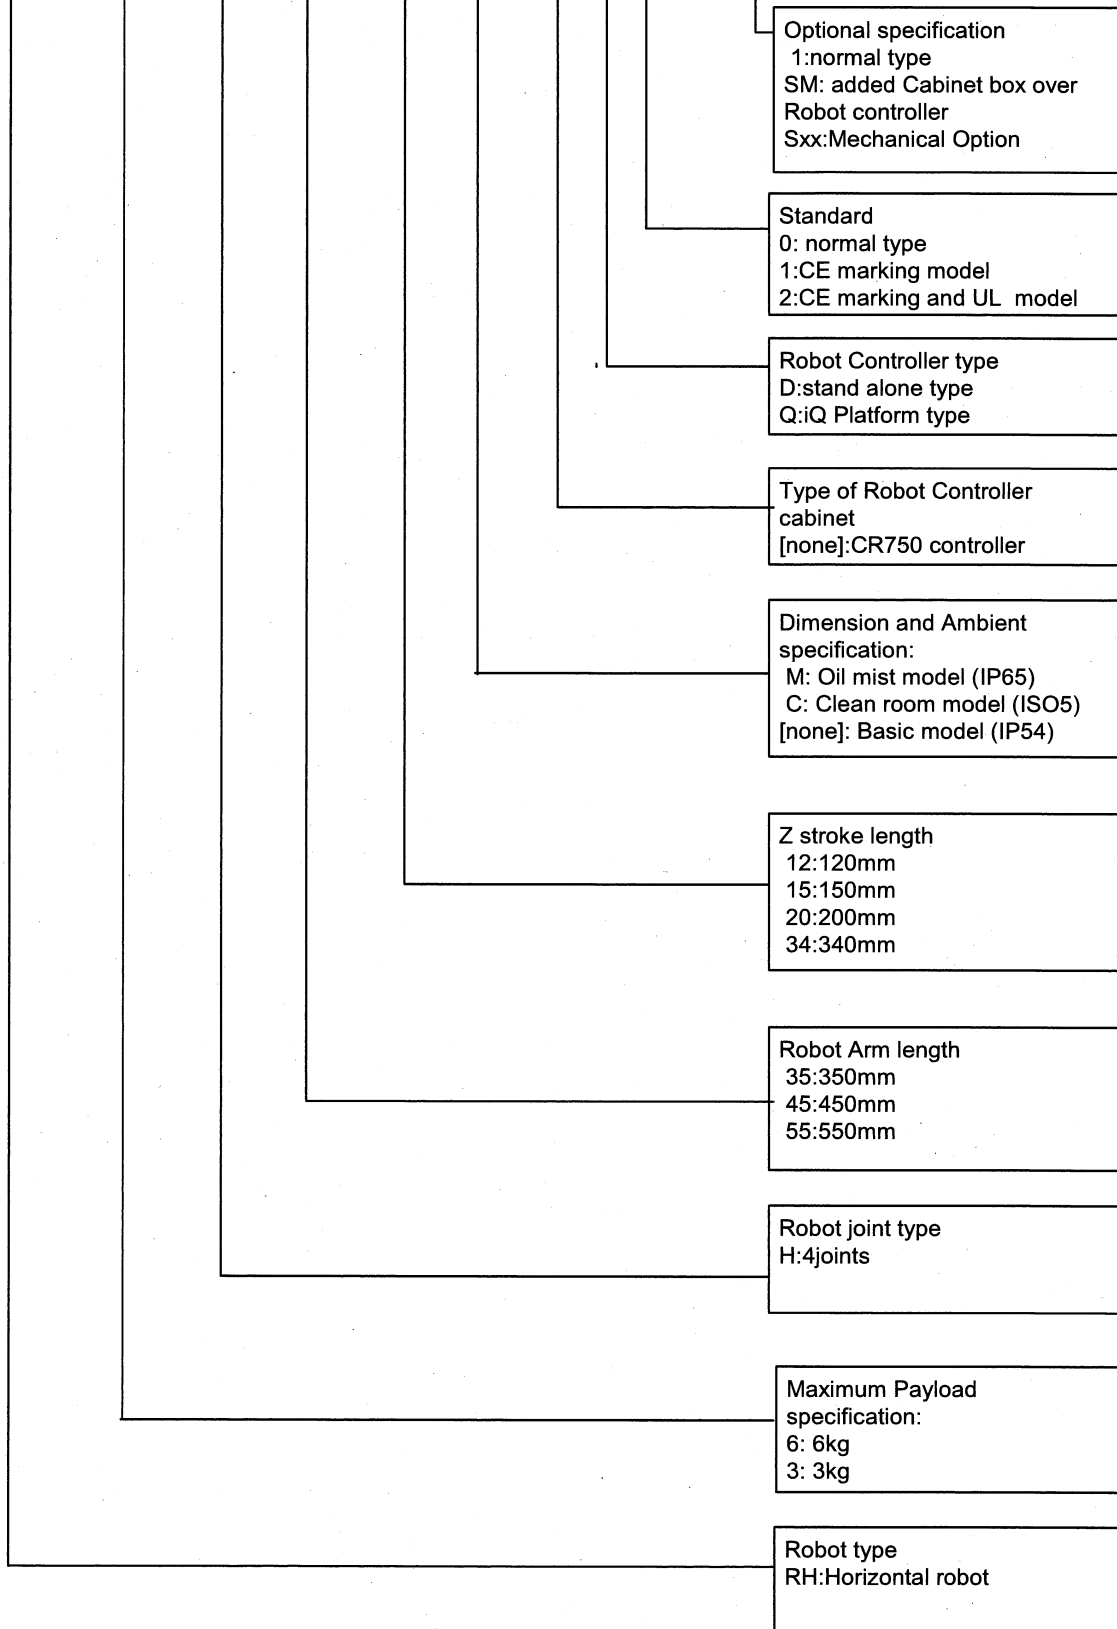 Optional specification
1:normal type
SM: added Cabinet box over
Robot controller
Sxx:Mechanical Option
Standard
0: normal type
1:CE marking model
2:CE marking and UL model
Robot Controller type
D:stand alone type
Q:iQ Platform type
Type of Robot Controller
cabinet
[none]:CR750 controller
Dimension and Ambient
specification:
M: Oil mist model (IP65)
C: Clean room model (ISO5)
[none]: Basic model (IP54)
Z stroke length
12:120mm
15:150mm
20:200mm
34:340mm
Robot Arm length
35:350mm
45:450mm
55:550mm
Robot joint type
H:4joints
Maximum Payload
specification:
6: 6kg
3: 3kg
Robot type
RH:Horizontal robot